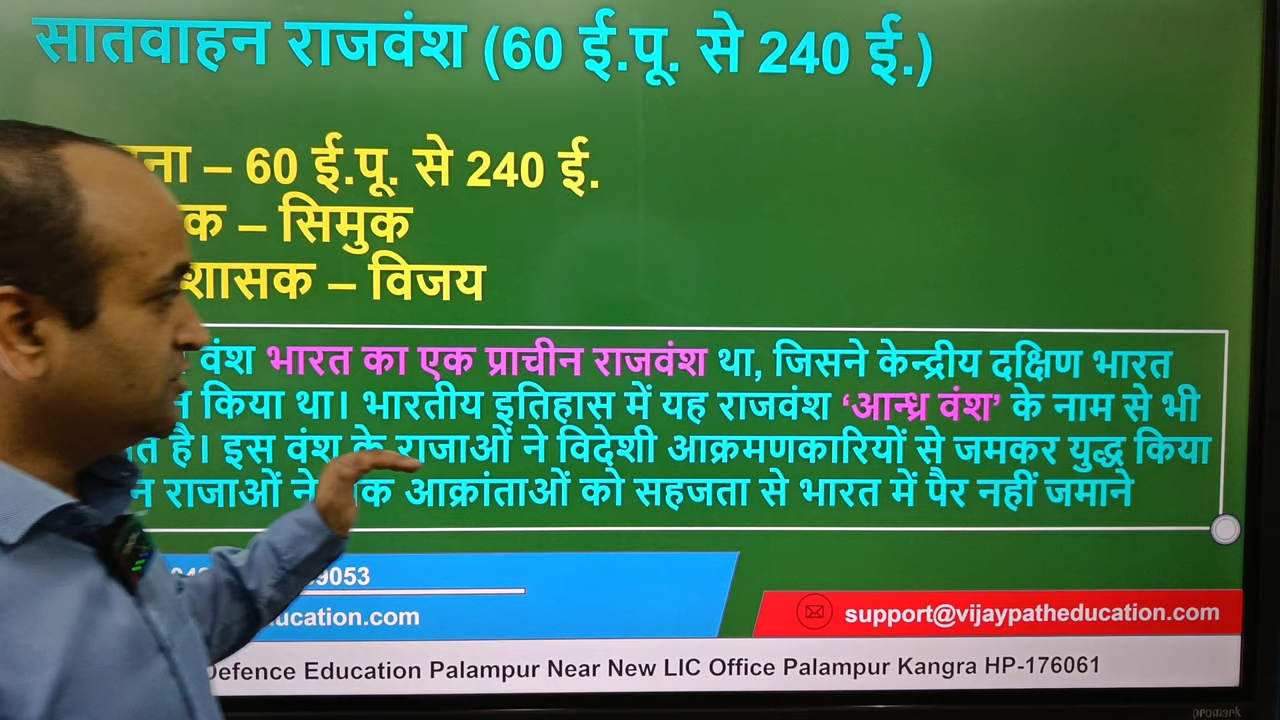 सातवाहन राजवंश (60 ई.पू. से 240 ई.)
– 60 ई.पू. से 240 ई.
– सिमुक
शासक – विजय
वंश भारत का एक प्राचीन राजवंश था, जिसने केन्द्रीय दक्षिण भारत
किया था। भारतीय इतिहास में यह राजवंश ‘आन्ध्र वंश’ के नाम से भी
है। इस वंश के राजाओं ने विदेशी आक्रमणकारियों से जमकर युद्ध किया
राजाओं ने आक्रांताओं को सहजता से भारत में पैर नहीं जमाने
9053
ucation.com
support@vijaypatheducation.com
Defence Education Palampur Near New LIC Office Palampur Kangra HP-176061
promark